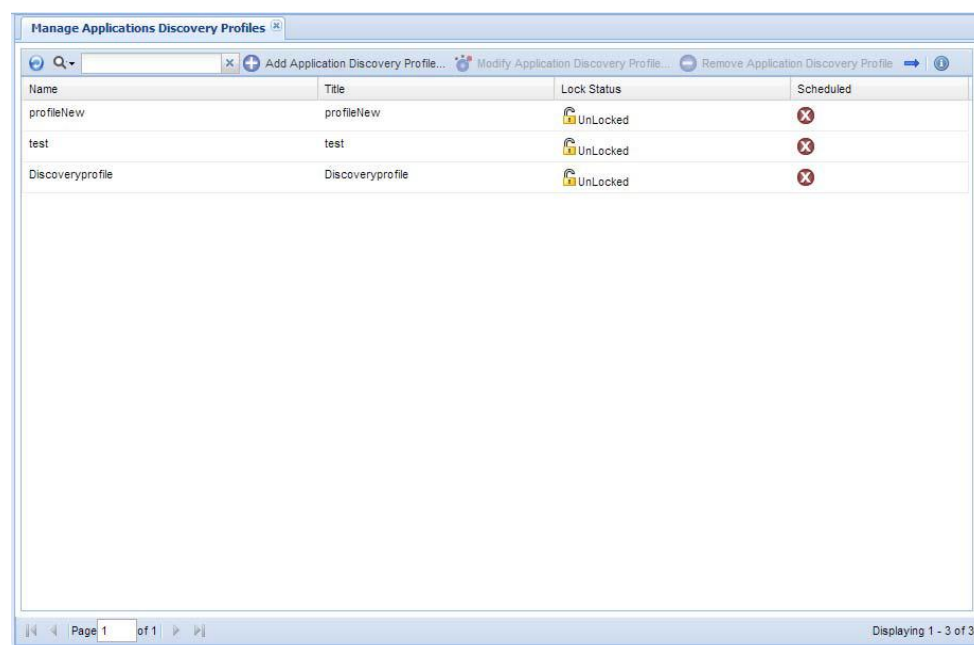 Manage Applications Discovery Profiles
Add Application Discovery Profile... Modify Application Discovery Profile... Remove Application Discovery Profile
Name Title Lock Status Scheduled
profileNew profileNew UnLocked
test test UnLocked
Discoveryprofile Discoveryprofile UnLocked
Page 1 of 1 Displaying 1 - 3 of 3